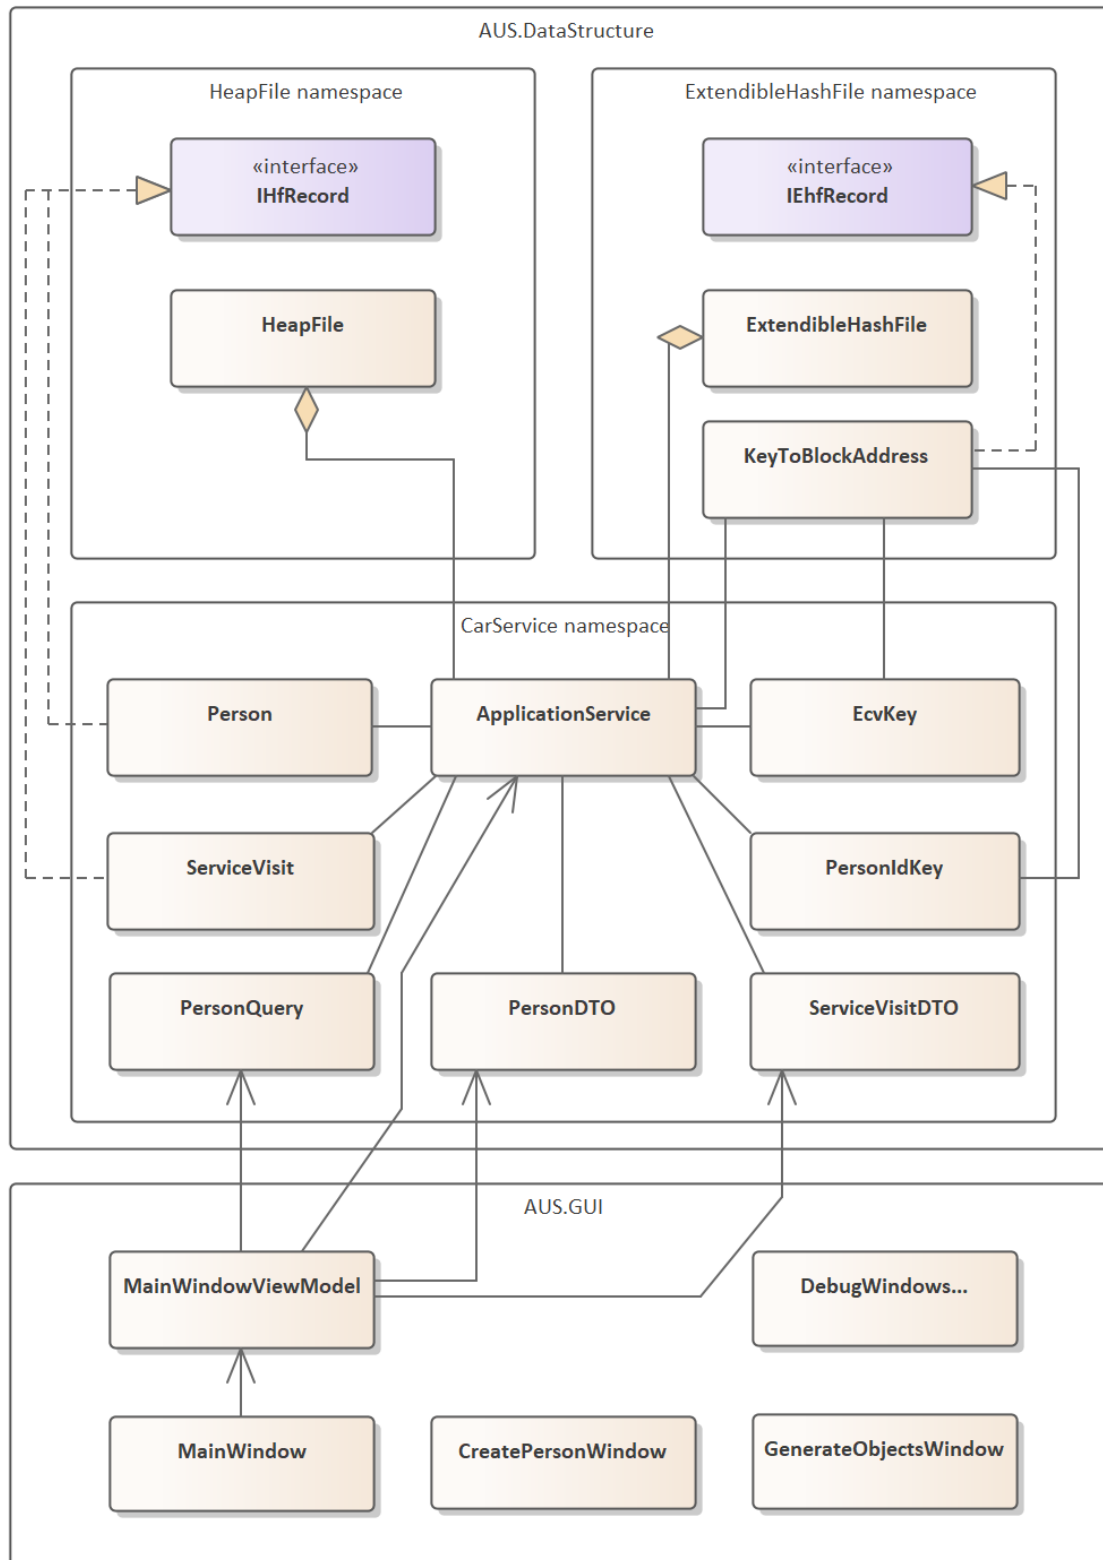 AUS.DataStructure
HeapFile namespace
ExtendibleHashFile namespace
«interface»
IHfRecord
«interface»
IEhfRecord
HeapFile
ExtendibleHashFile
KeyToBlockAddress
CarService namespace
Person
ApplicationService
EcvKey
ServiceVisit
PersonIdKey
PersonQuery
PersonDTO
ServiceVisitDTO
AUS.GUI
MainWindowViewModel
DebugWindows...
MainWindow
CreatePersonWindow
GenerateObjectsWindow